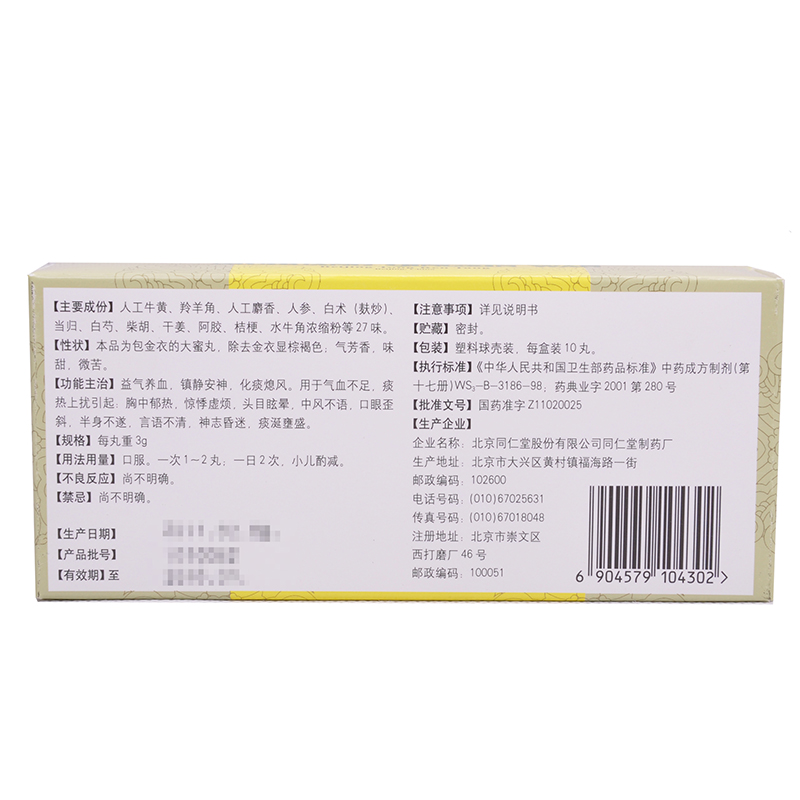 【主要成份】人工牛黄、羚羊角、人工麝香、人参、白术（麸炒）、
当归、白芍、柴胡、干姜、阿胶、桔梗、水牛角浓缩粉等27味。
【性状】本品为包金衣的大蜜丸，除去金衣显棕褐色；气芳香，味
甜、微苦。
【功能主治】益气养血，镇静安神，化痰熄风。用于气血不足，痰
热上扰引起：胸中郁热，惊悸虚烦，头目眩晕，中风不语，口眼歪
斜，半身不遂，言语不清，神志昏迷，痰涎壅盛。
【规格】每丸重3g
【用法用量】口服。一次1～2丸；一日2次，小儿酌减。
【不良反应】尚不明确。
【禁忌】尚不明确。
【生产日期】
【产品批号】
【有效期】至
【注意事项】详见说明书
【贮藏】密封。
【包装】塑料球壳装，每盒装10丸。
【执行标准】《中华人民共和国卫生部药品标准》中药成方制剂（第
十七册）WS₃-B-3186-98；药典业字2001第280号
【批准文号】国药准字Z11020025
【生产企业】
企业名称：北京同仁堂股份有限公司同仁堂制药厂
生产地址：北京市大兴区黄村镇福海路一街
邮政编码：102600
电话号码：(010)67025631
传真号码：(010)67018048
注册地址：北京市崇文区
西打磨厂46号
邮政编码：100051
6 904579 104302